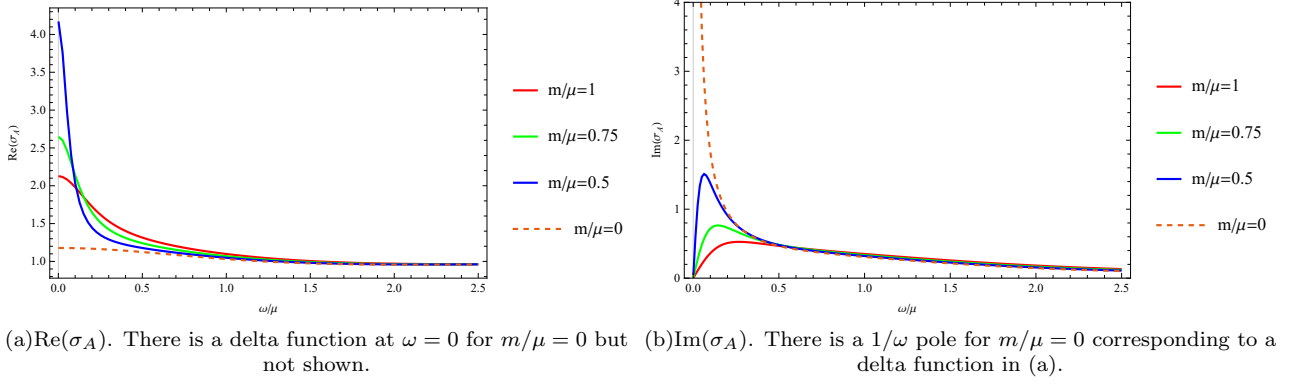 4.0
3.5
3.0
2.5
2.0
1.5
1.0
Re(σ_A)
0.0 0.5 1.0 1.5 2.0 2.5
ω/μ
m/μ=1
m/μ=0.75
m/μ=0.5
m/μ=0
4
3
2
1
0
Im(σ_A)
0.0 0.5 1.0 1.5 2.0 2.5
ω/μ
m/μ=1
m/μ=0.75
m/μ=0.5
m/μ=0
(a)Re(σ_A). There is a delta function at ω = 0 for m/μ = 0 but
not shown.
(b)Im(σ_A). There is a 1/ω pole for m/μ = 0 corresponding to a
delta function in (a).